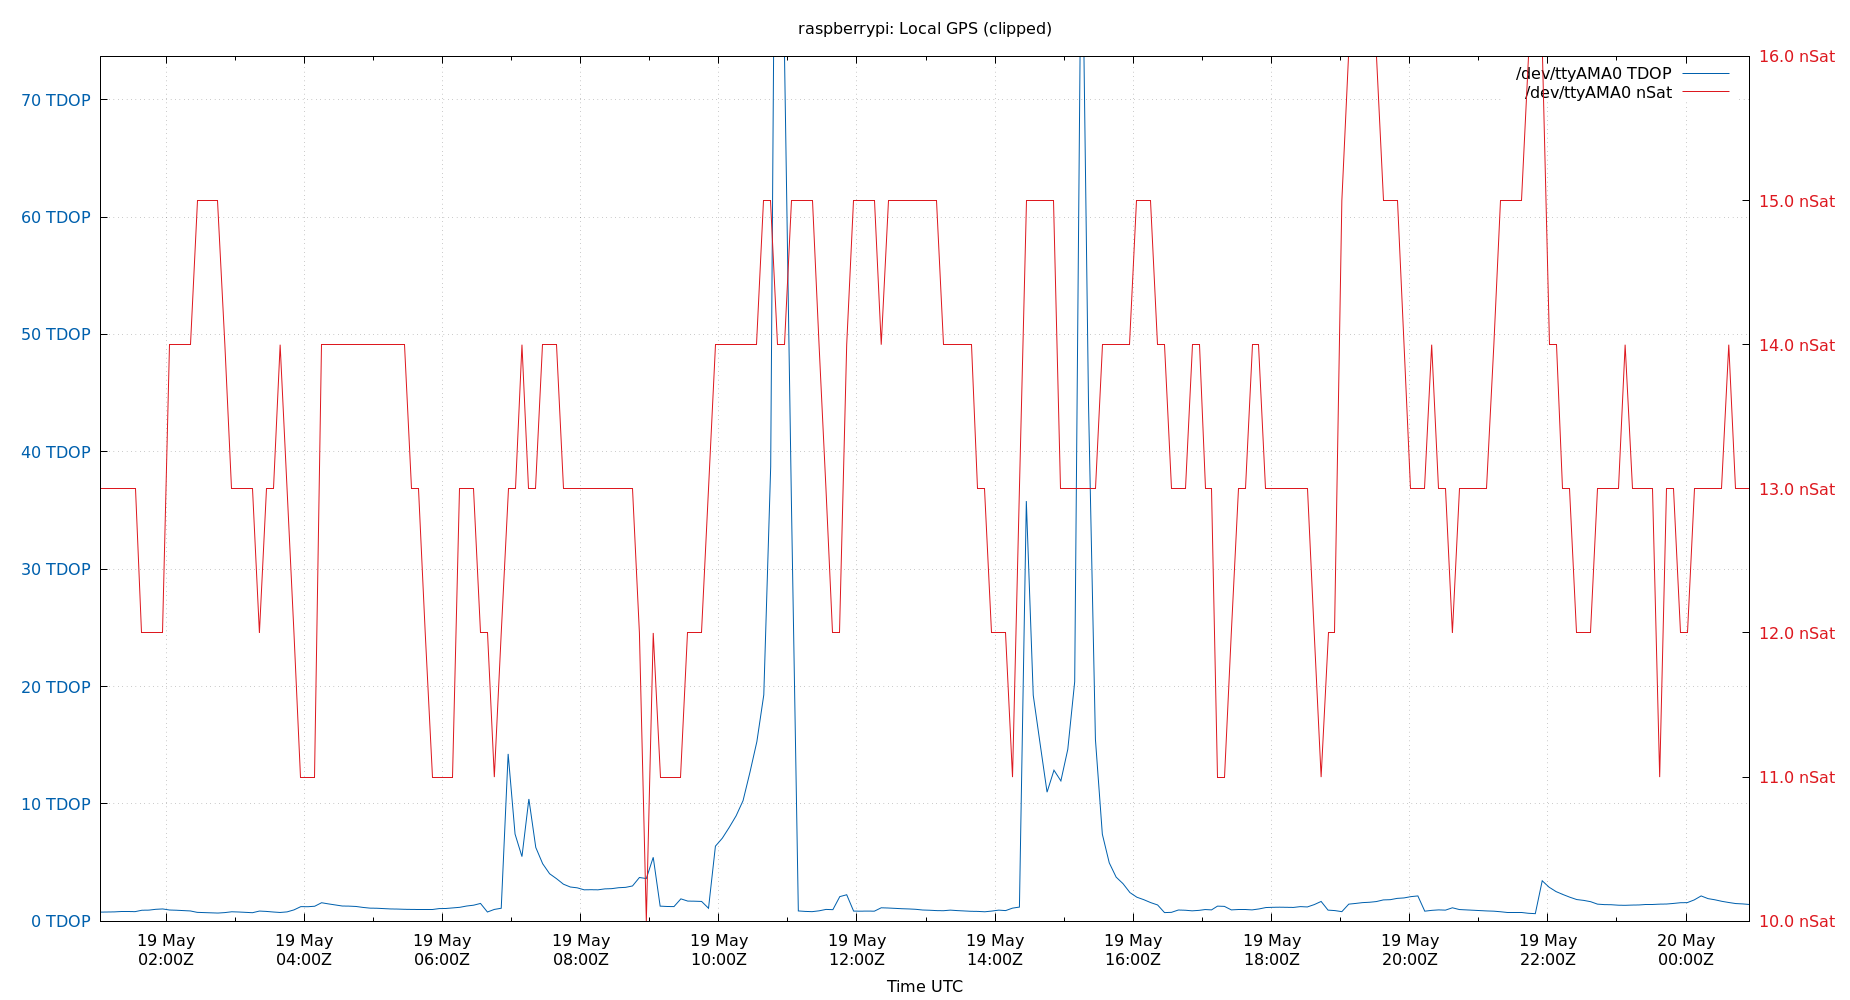 raspberrypi: Local GPS (clipped)
/dev/ttyAMA0 TDOP
/dev/ttyAMA0 nSat
70 TDOP
60 TDOP
50 TDOP
40 TDOP
30 TDOP
20 TDOP
10 TDOP
0 TDOP
16.0 nSat
15.0 nSat
14.0 nSat
13.0 nSat
12.0 nSat
11.0 nSat
10.0 nSat
19 May
02:00Z
19 May
04:00Z
19 May
06:00Z
19 May
08:00Z
19 May
10:00Z
19 May
12:00Z
19 May
14:00Z
19 May
16:00Z
19 May
18:00Z
19 May
20:00Z
19 May
22:00Z
20 May
00:00Z
Time UTC